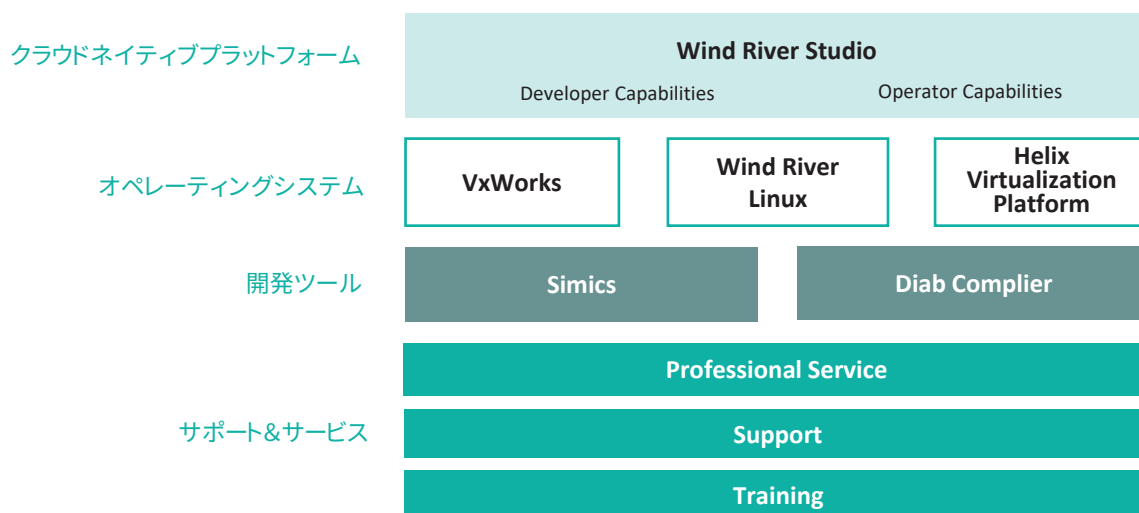 クラウドネイティブプラットフォーム
Wind River Studio
Developer Capabilities
Operator Capabilities
オペレーティングシステム
VxWorks
Wind River
Linux
Helix
Virtualization
Platform
開発ツール
Simics
Diab Complier
サポート&サービス
Professional Service
Support
Training